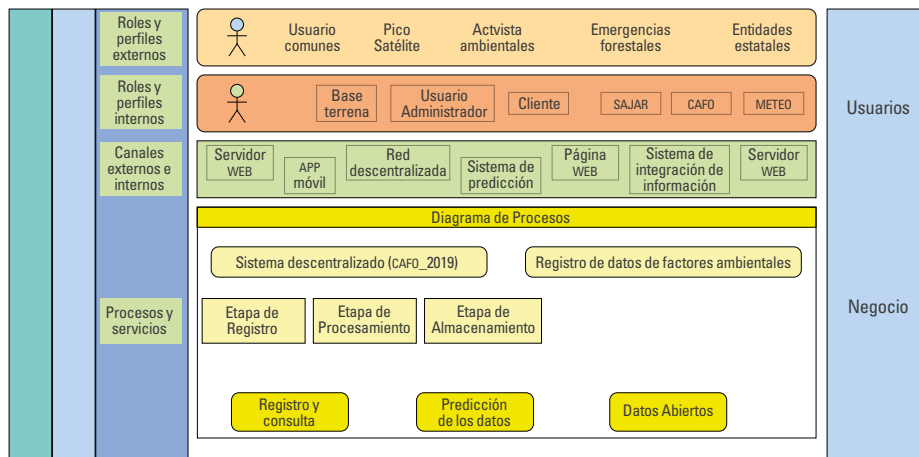 Roles y
perfiles
externos
Usuario
comunes
Pico
Satélite
Actvista
ambientales
Emergencias
forestales
Entidades
estatales
Roles y
perfiles
internos
Base
terrena
Usuario
Administrador
Cliente
SAJAR
CAFO
METEO
Usuarios
Canales
externos e
internos
Servidor
WEB
APP
móvil
Red
descentralizada
Sistema de
predicción
Página
WEB
Sistema de
integración de
información
Servidor
WEB
Diagrama de Procesos
Sistema descentralizado (CAFO_2019)
Registro de datos de factores ambientales
Procesos y
servicios
Etapa de
Registro
Etapa de
Procesamiento
Etapa de
Almacenamiento
Negocio
Registro y
consulta
Predicción
de los datos
Datos Abiertos